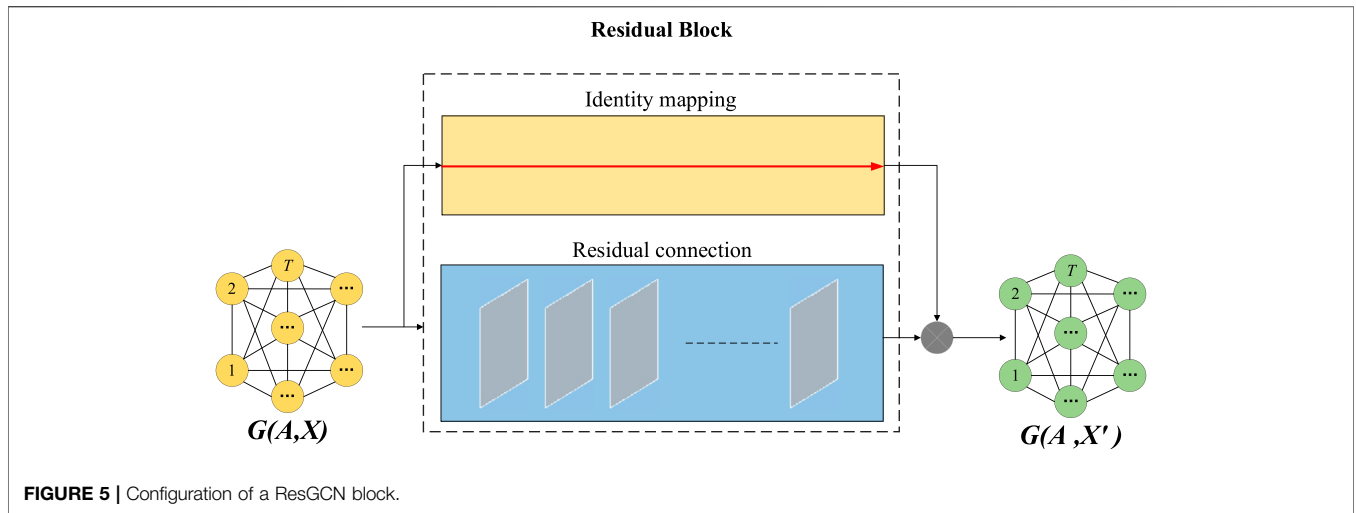 Residual Block
Identity mapping
Residual connection
T
2
...
...
1
...
...
G(A,X)
T
2
...
...
1
...
...
G(A ,X′ )
FIGURE 5 | Configuration of a ResGCN block.